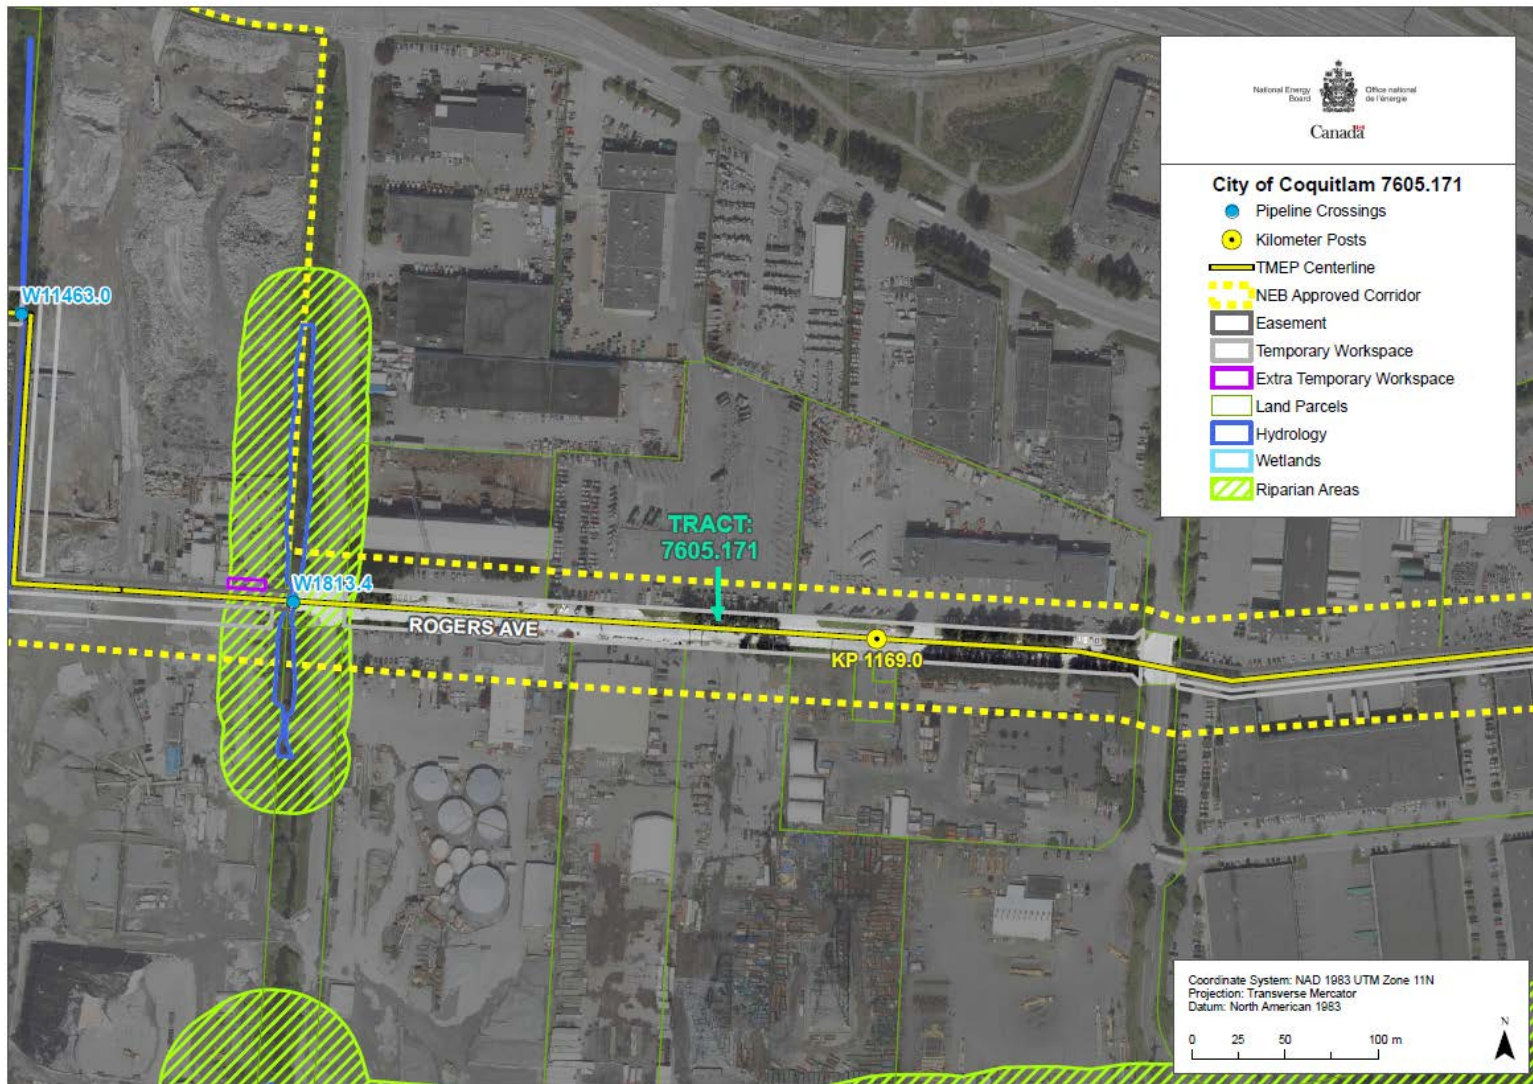 National Energy
Board
Office national
de l'énergie
Canada
City of Coquitlam 7605.171
Pipeline Crossings
Kilometer Posts
TMEP Centerline
NEB Approved Corridor
Easement
Temporary Workspace
Extra Temporary Workspace
Land Parcels
Hydrology
Wetlands
Riparian Areas
W11463.0
TRACT:
7605.171
W1813.4
ROGERS AVE
KP 1169.0
Coordinate System: NAD 1983 UTM Zone 11N
Projection: Transverse Mercator
Datum: North American 1983
N
0 25 50 100 m